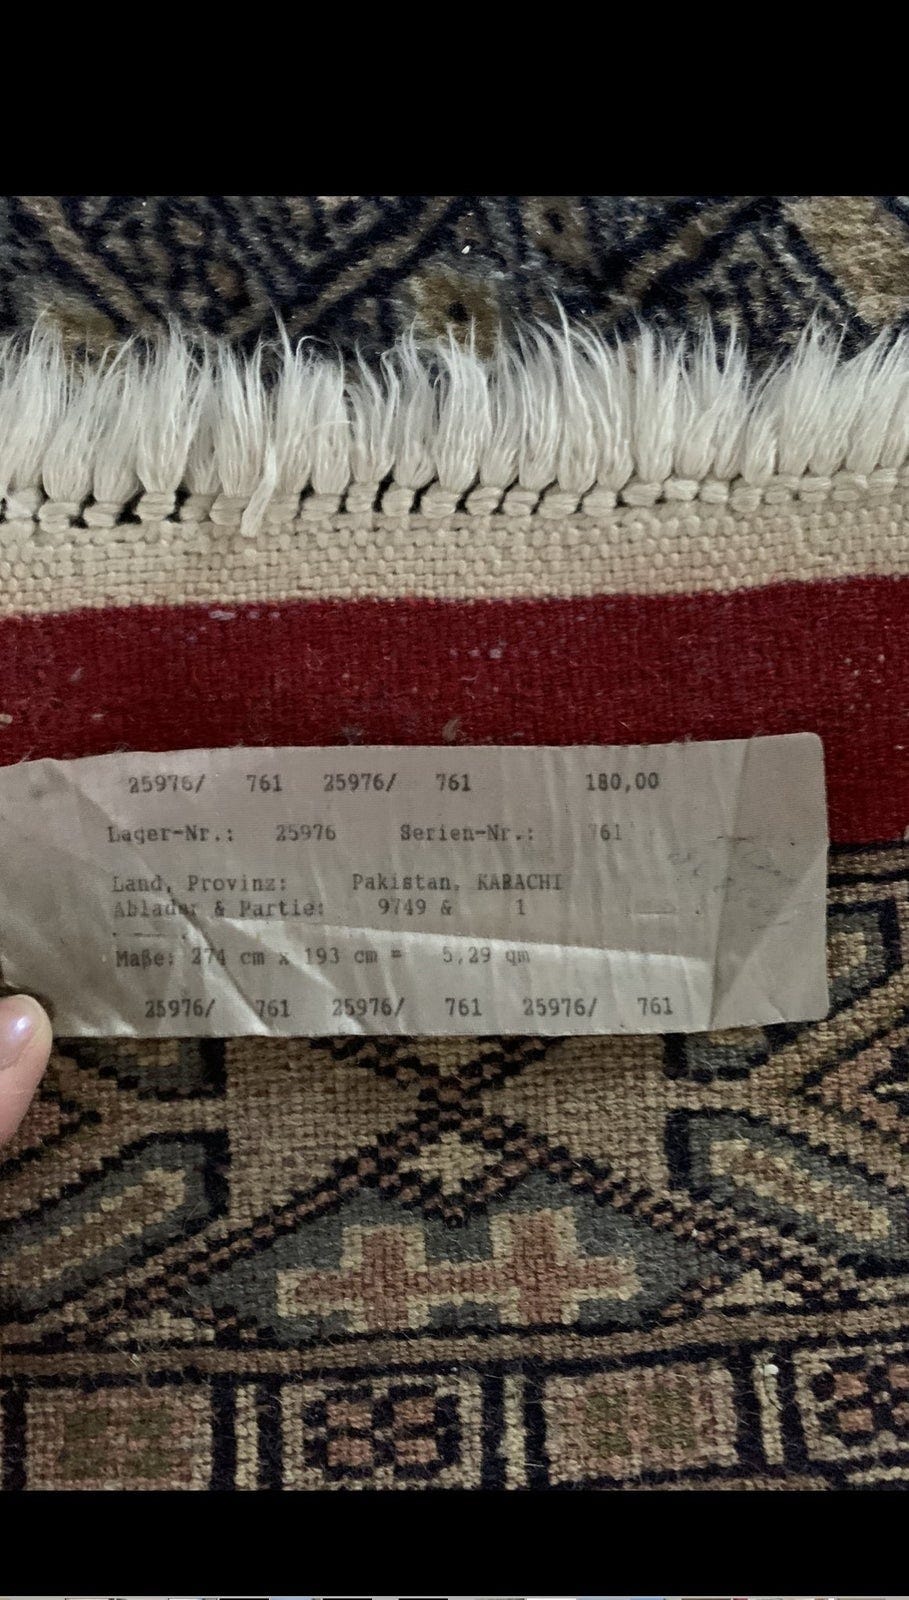 25976/ 761 25976/ 761 180,00
Lager-Nr.: 25976 Serien-Nr.: 761
Land, Provinz: Pakistan, KARACHI
Ablader & Partie: 9749 & 1
Maße: 274 cm x 193 cm = 5,29 qm
25976/ 761 25976/ 761 25976/ 761